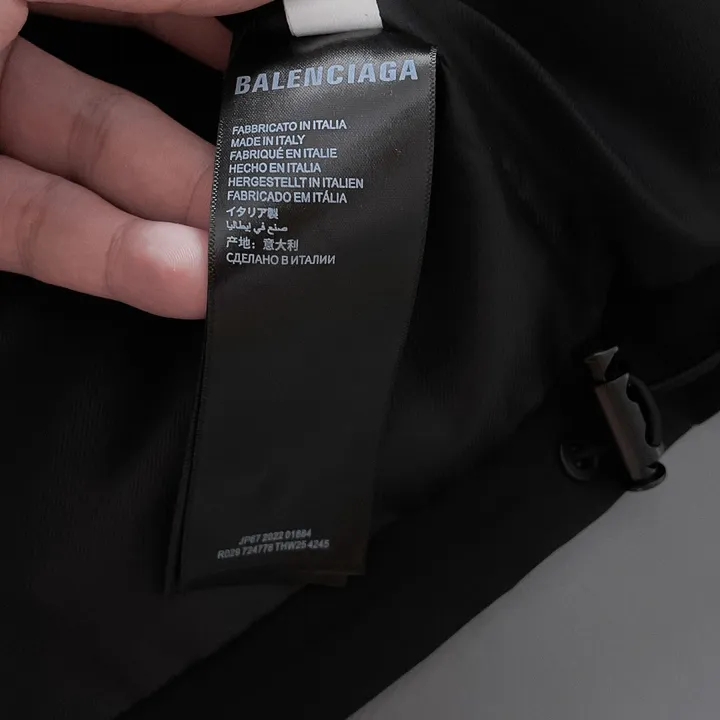 BALENCIAGA
FABBRICATO IN ITALIA
MADE IN ITALY
FABRIQUÉ EN ITALIE
HECHO EN ITALIA
HERGESTELLT IN ITALIEN
FABRICADO EM ITÁLIA
イタリア製
صنع في إيطاليا
产地：意大利
СДЕЛАНО В ИТАЛИИ
JP67 2022 01684
R029 724778 THW25 4245